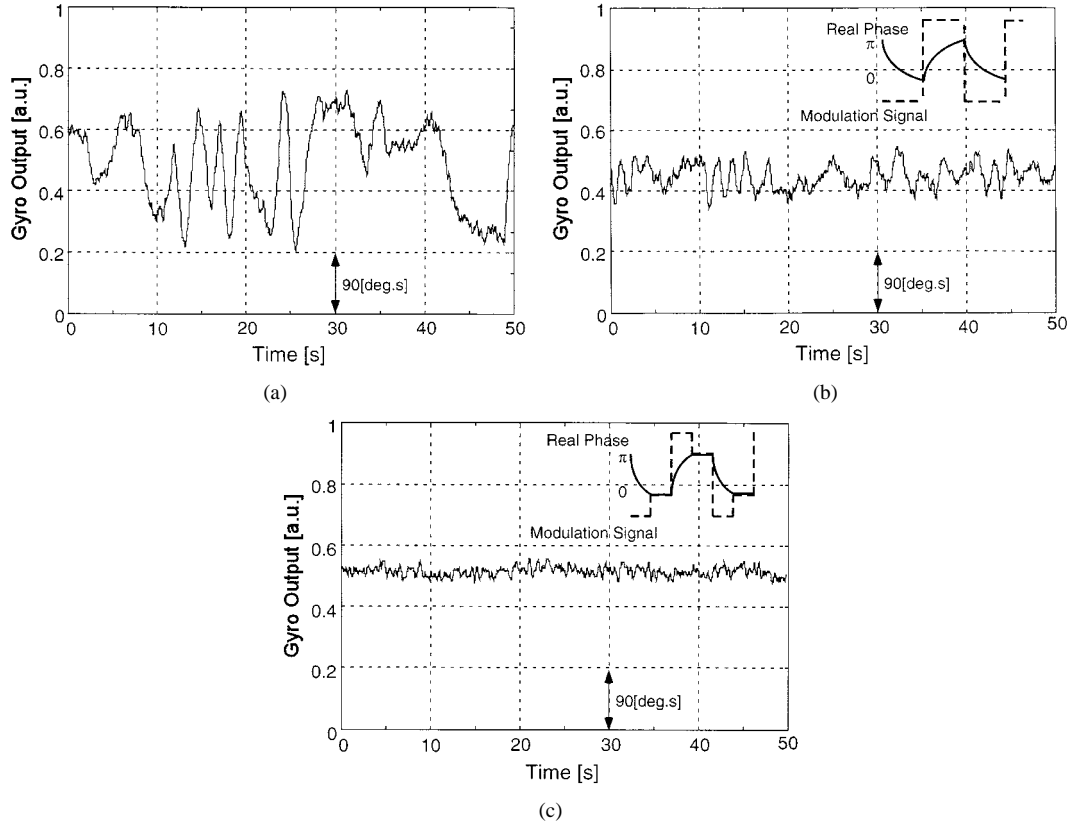 1
0.8
0.6
0.4
0.2
0
Gyro Output [a.u.]
90[deg.s]
0 10 20 30 40 50
Time [s]
(a)
1
0.8
0.6
0.4
0.2
0
Gyro Output [a.u.]
Real Phase
π
0
Modulation Signal
90[deg.s]
0 10 20 30 40 50
Time [s]
(b)
1
0.8
0.6
0.4
0.2
0
Gyro Output [a.u.]
Real Phase
π
0
Modulation Signal
90[deg.s]
0 10 20 30 40 50
Time [s]
(c)